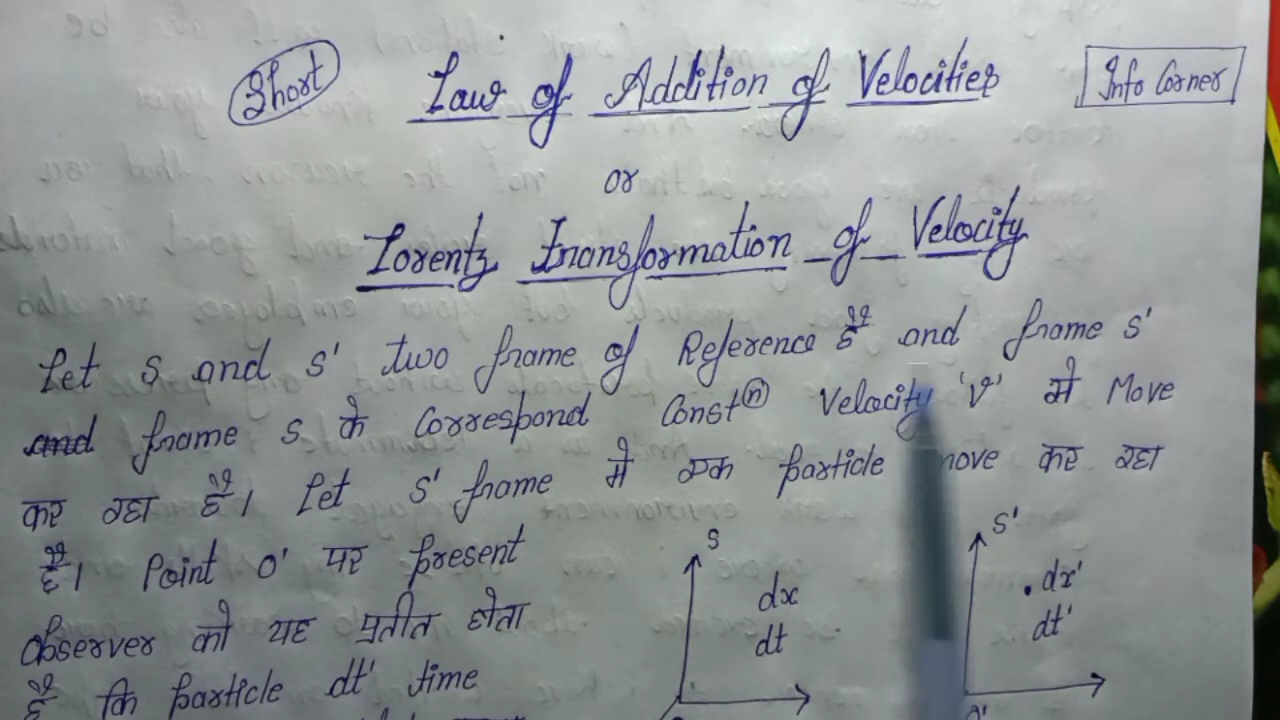 Short
Law of Addition of Velocities
Info Corner
or
Lorentz Transformation of Velocity
Let S and S' two frame of Reference हैं and frame S'
and frame S के Correspond Constⓝ Velocity 'v' से Move
कर रहा है। Let S' frame में एक particle move कर रहा
है। Point O' पर present
observer को यह प्रतीत होता
है कि particle dt' time
S
dx
dt
S'
dx'
dt'
O'